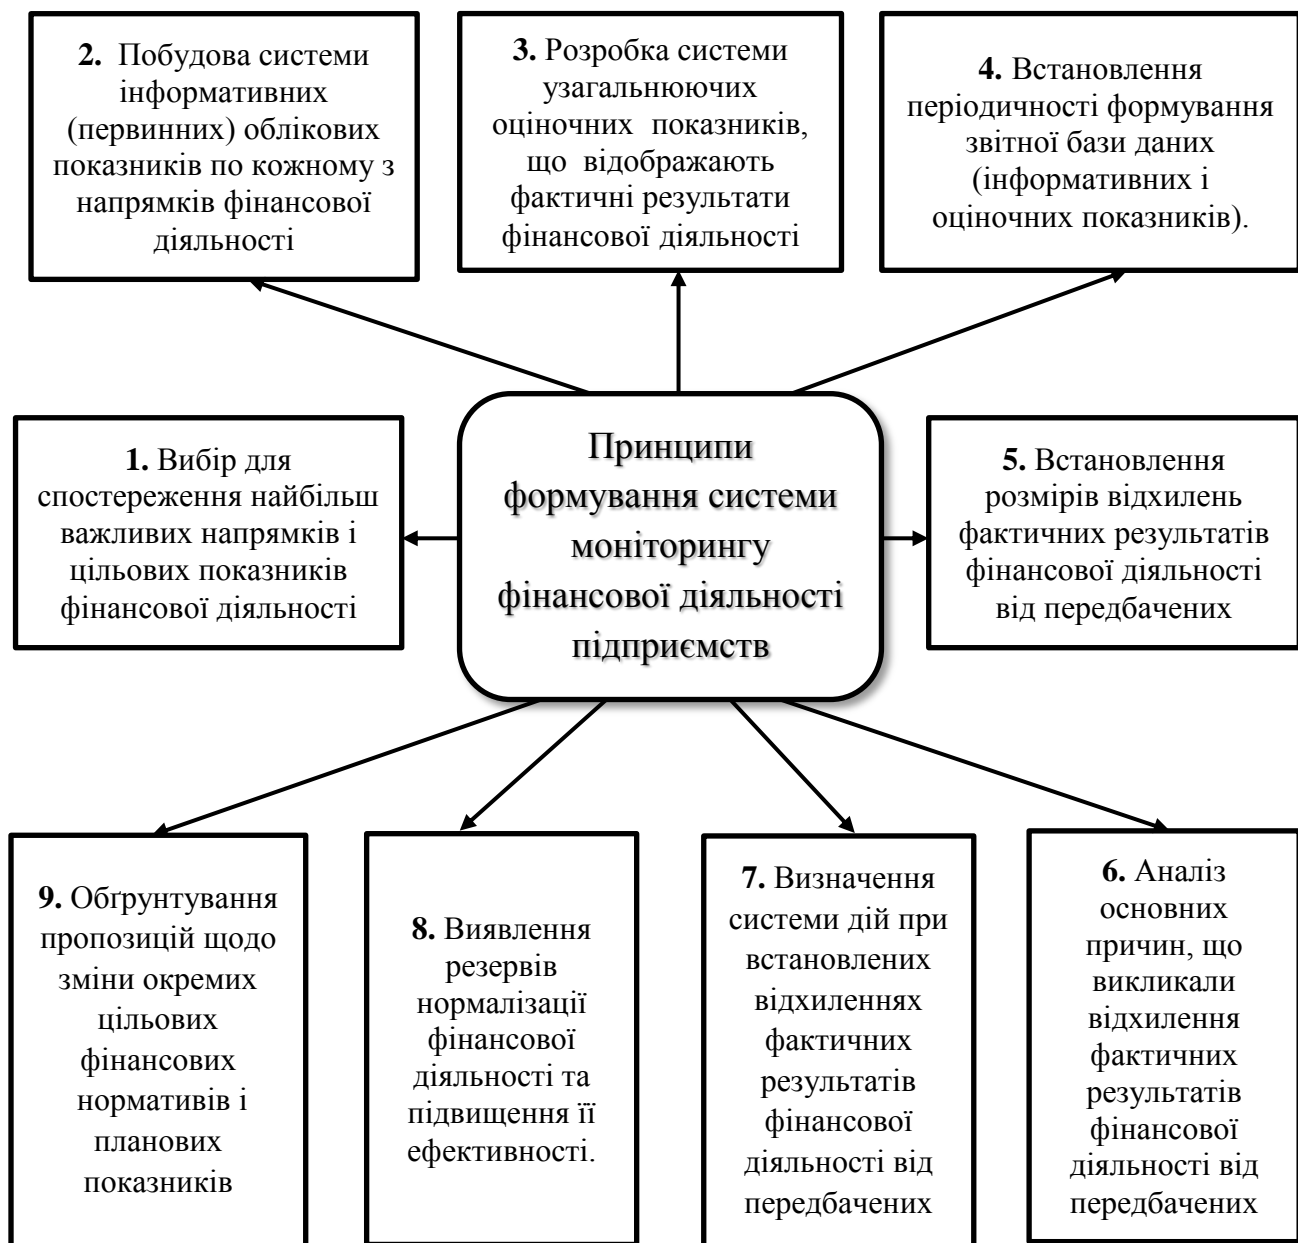 2. Побудова системи
інформативних
(первинних) облікових
показників по кожному з
напрямків фінансової
діяльності
3. Розробка системи
узагальнюючих
оціночних показників,
що відображають
фактичні результати
фінансової діяльності
4. Встановлення
періодичності формування
звітної бази даних
(інформативних і
оціночних показників).
1. Вибір для
спостереження найбільш
важливих напрямків і
цільових показників
фінансової діяльності
Принципи
формування системи
моніторингу
фінансової діяльності
підприємств
5. Встановлення
розмірів відхилень
фактичних результатів
фінансової діяльності
від передбачених
9. Обґрунтування
пропозицій щодо
зміни окремих
цільових
фінансових
нормативів і
планових
показників
8. Виявлення
резервів
нормалізації
фінансової
діяльності та
підвищення її
ефективності.
7. Визначення
системи дій при
встановлених
відхиленнях
фактичних
результатів
фінансової
діяльності від
передбачених
6. Аналіз
основних
причин, що
викликали
відхилення
фактичних
результатів
фінансової
діяльності від
передбачених